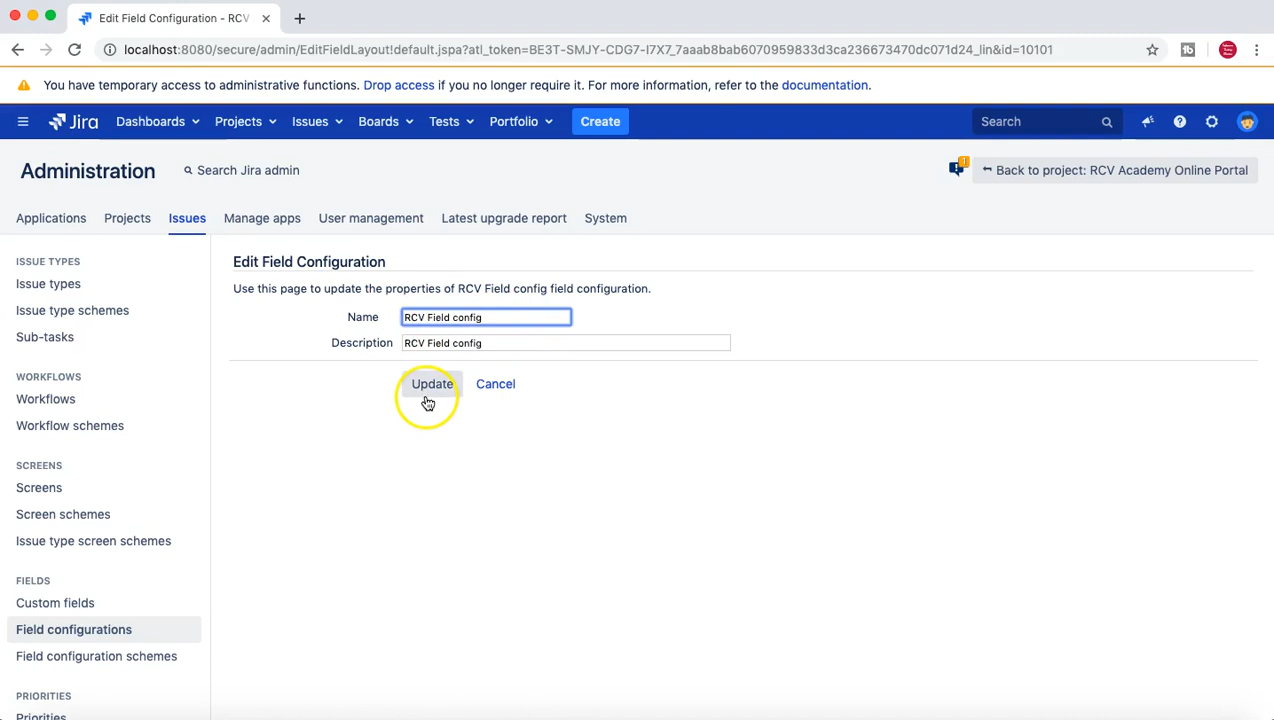 Edit Field Configuration - RCV
localhost:8080/secure/admin/EditFieldLayout!default.jspa?atl_token=BE3T-SMJY-CDG7-I7X7_7aaab8bab6070959833d3ca236673470dc071d24_lin&id=10101
You have temporary access to administrative functions. Drop access if you no longer require it. For more information, refer to the documentation.
Jira Dashboards Projects Issues Boards Tests Portfolio Create Search
Administration Search Jira admin Back to project: RCV Academy Online Portal
Applications Projects Issues Manage apps User management Latest upgrade report System
ISSUE TYPES
Issue types
Issue type schemes
Sub-tasks
WORKFLOWS
Workflows
Workflow schemes
SCREENS
Screens
Screen schemes
Issue type screen schemes
FIELDS
Custom fields
Field configurations
Field configuration schemes
PRIORITIES
Priorities
Edit Field Configuration
Use this page to update the properties of RCV Field config field configuration.
Name RCV Field config
Description RCV Field config
Update Cancel